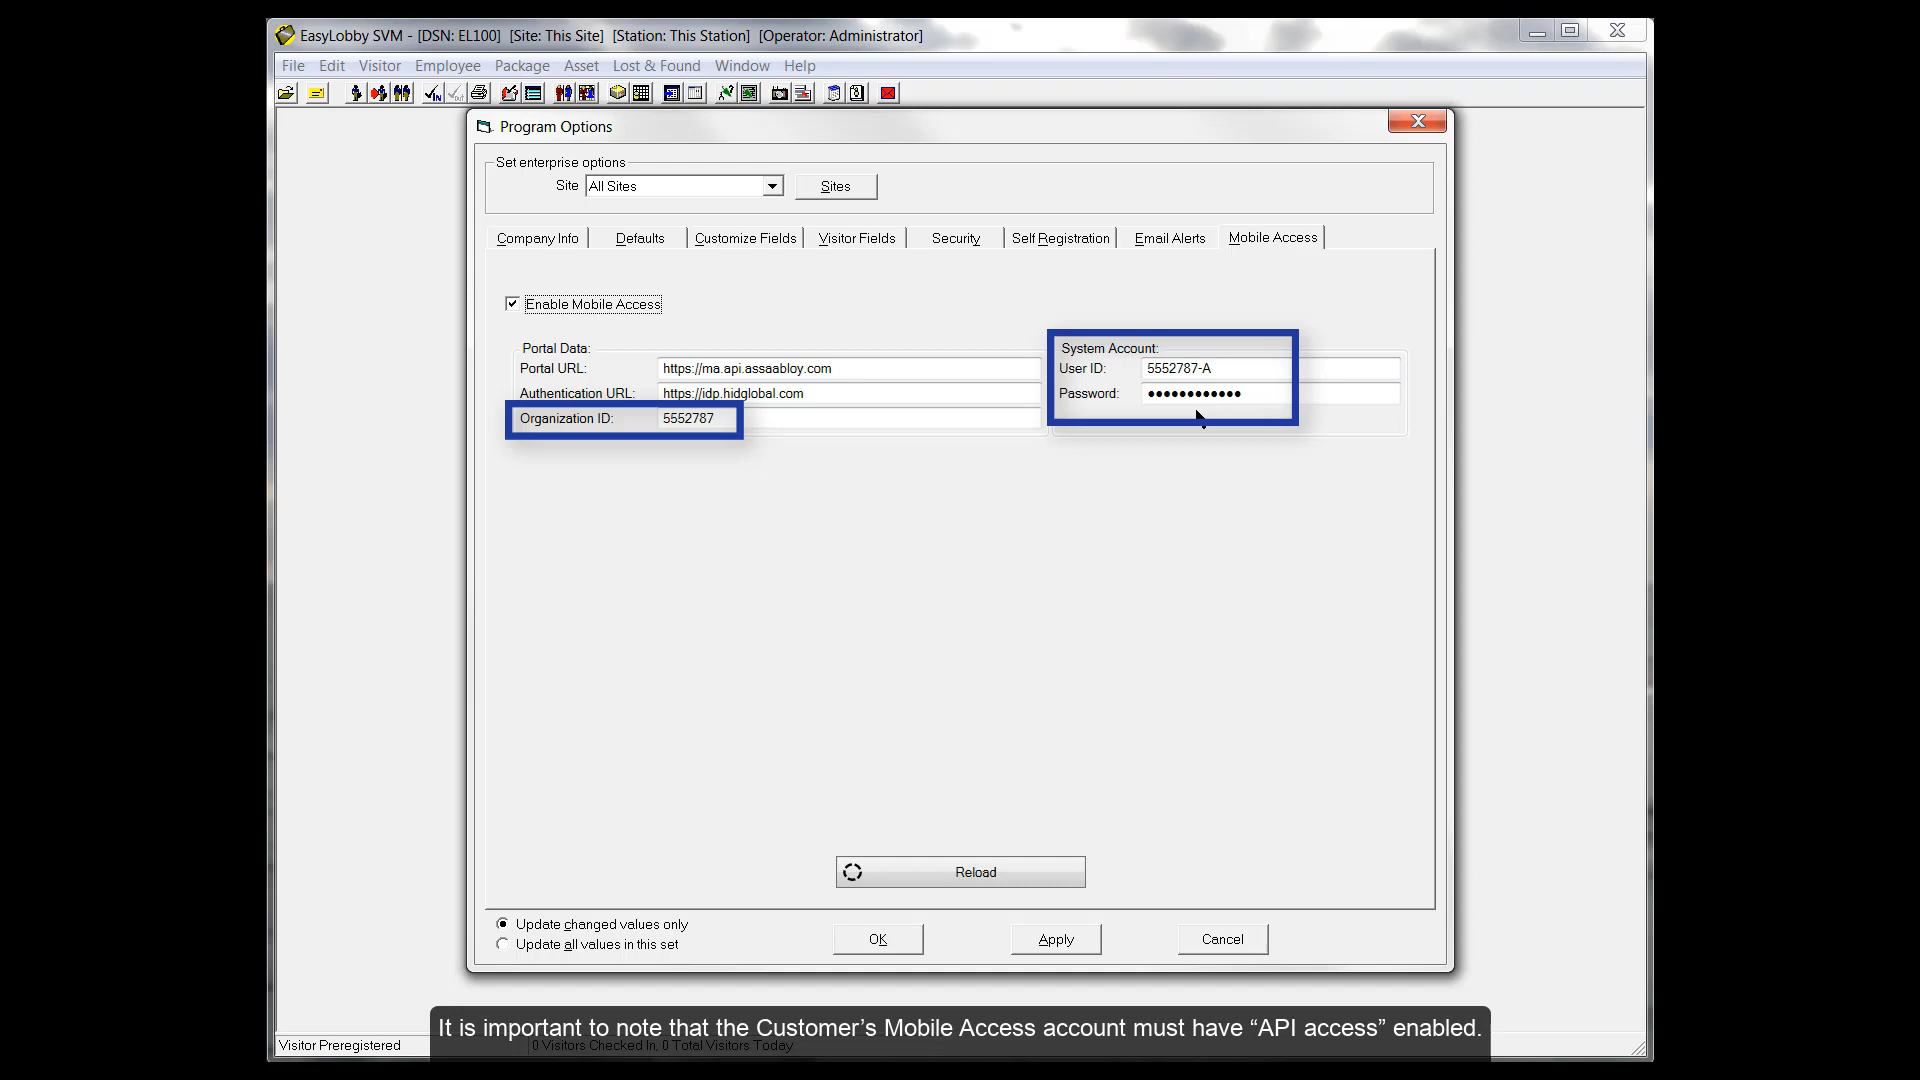 EasyLobby SVM - [DSN: EL100] [Site: This Site] [Station: This Station] [Operator: Administrator]
File Edit Visitor Employee Package Asset Lost & Found Window Help
Program Options
Set enterprise options
Site All Sites Sites
Company Info Defaults Customize Fields Visitor Fields Security Self Registration Email Alerts Mobile Access
Enable Mobile Access
Portal Data:
Portal URL: https://ma.api.assaabloy.com
Authentication URL: https://idp.hidglobal.com
Organization ID: 5552787
System Account:
User ID: 5552787-A
Password: ●●●●●●●●●●●●
Reload
Update changed values only
Update all values in this set
OK Apply Cancel
It is important to note that the Customer’s Mobile Access account must have “API access” enabled.
Visitor Preregistered 0 Visitors Checked In, 0 Total Visitors Today